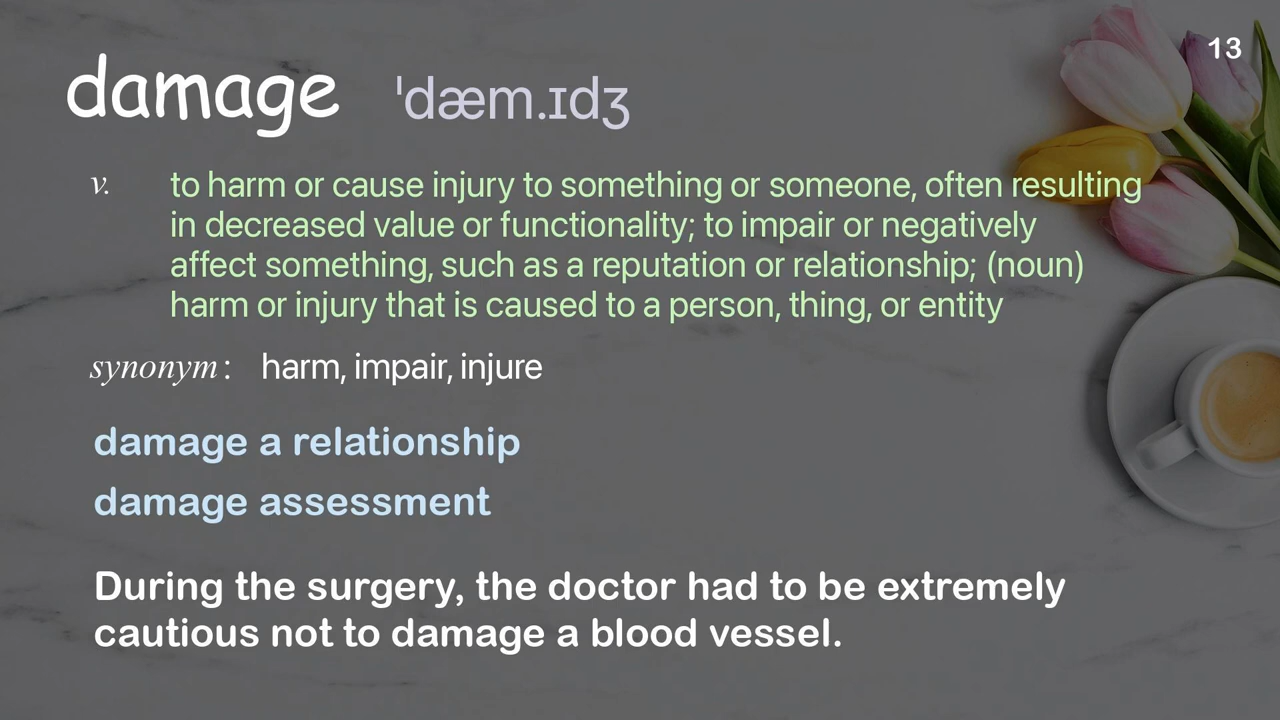 13
damage ˈdæm.ɪdʒ
v. to harm or cause injury to something or someone, often resulting
in decreased value or functionality; to impair or negatively
affect something, such as a reputation or relationship; (noun)
harm or injury that is caused to a person, thing, or entity
synonym: harm, impair, injure
damage a relationship
damage assessment
During the surgery, the doctor had to be extremely
cautious not to damage a blood vessel.